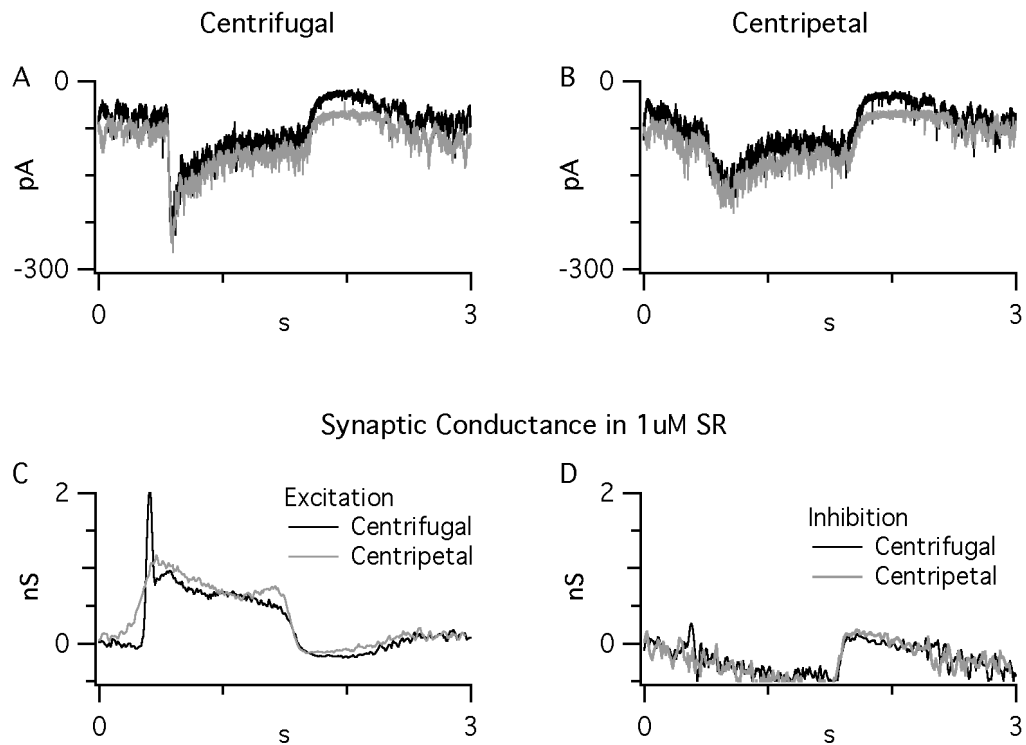 Centrifugal
Centripetal
A
0
pA
-300
0
s
3
B
0
pA
-300
0
s
3
Synaptic Conductance in 1uM SR
C
2
nS
0
Excitation
Centrifugal
Centripetal
0
s
3
D
2
nS
0
Inhibition
Centrifugal
Centripetal
0
s
3